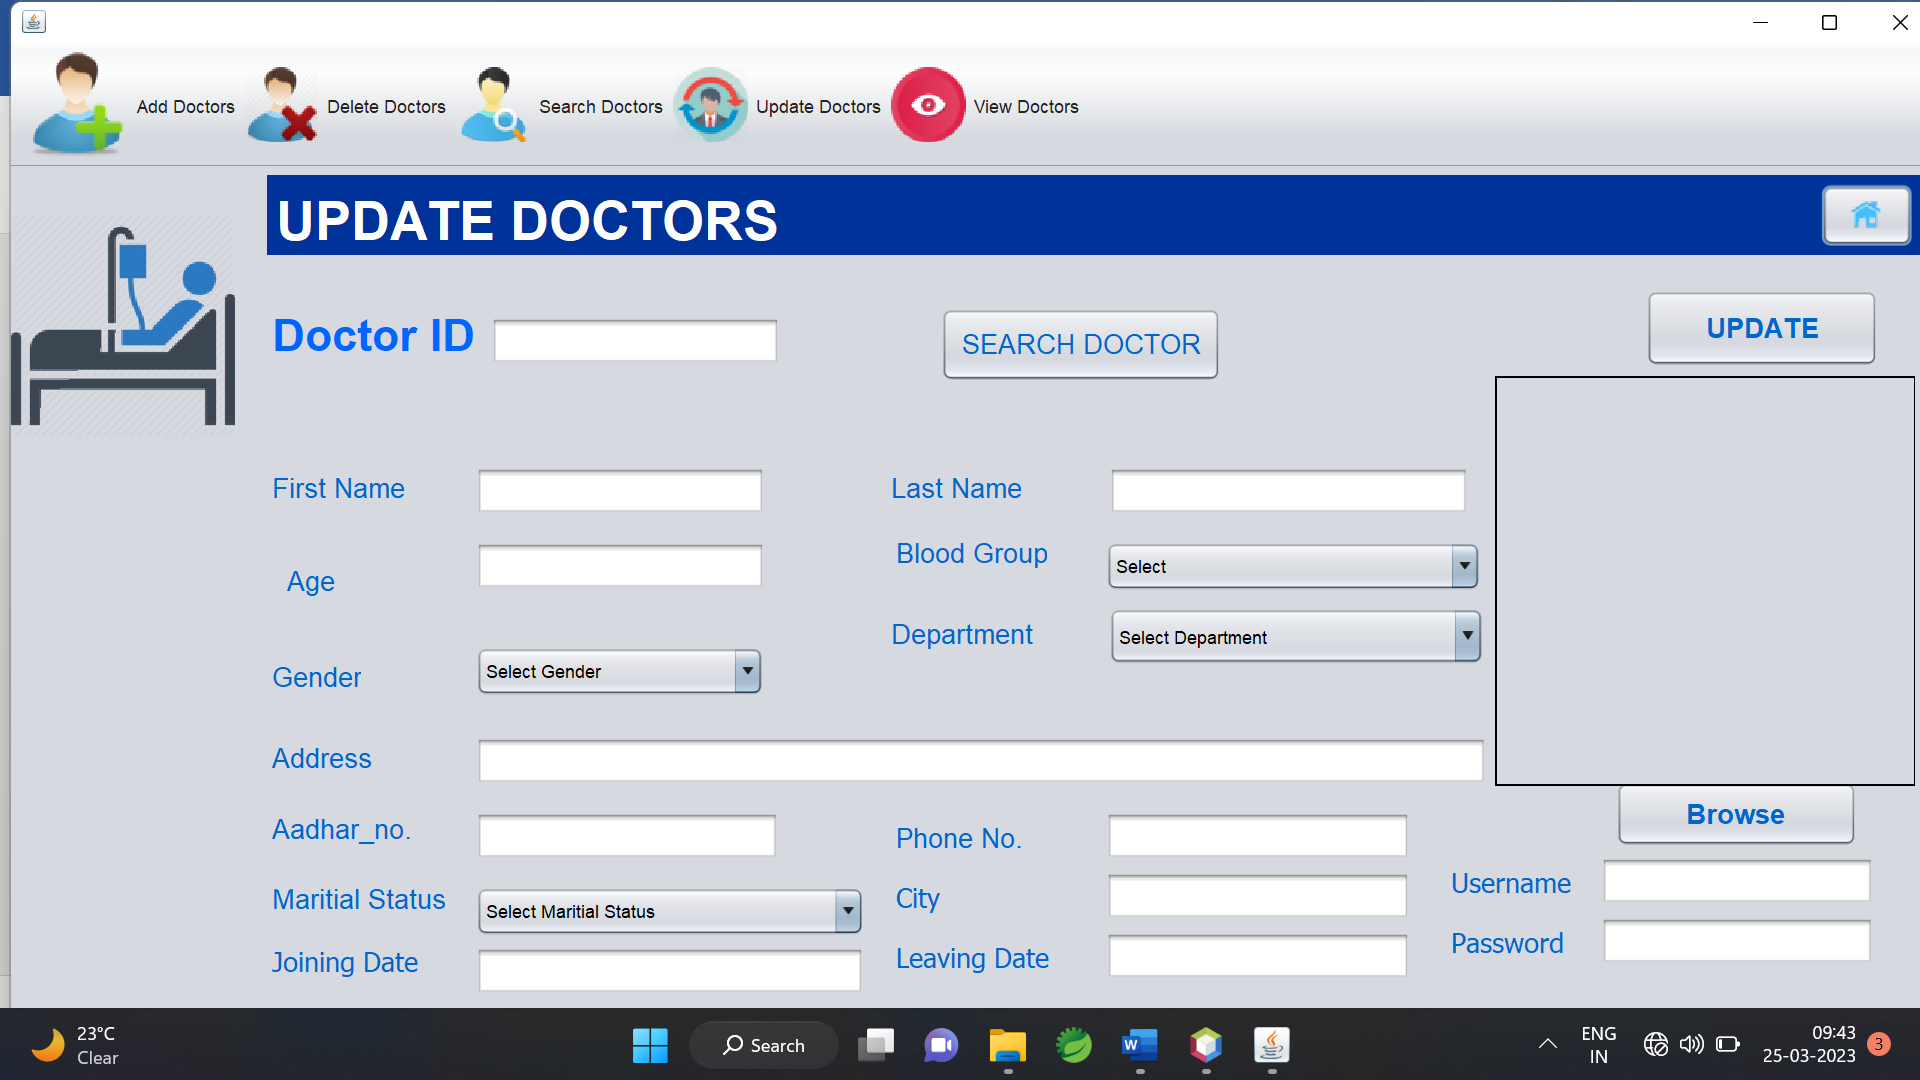 Add Doctors Delete Doctors Search Doctors Update Doctors View Doctors
UPDATE DOCTORS
Doctor ID SEARCH DOCTOR UPDATE
First Name Last Name
Age Blood Group Select
Department Select Department
Gender Select Gender
Address
Aadhar_no. Phone No. Browse
Maritial Status Select Maritial Status City Username
Joining Date Leaving Date Password
23°C
Clear
Search
W
ENG
IN
09:43
25-03-2023
3